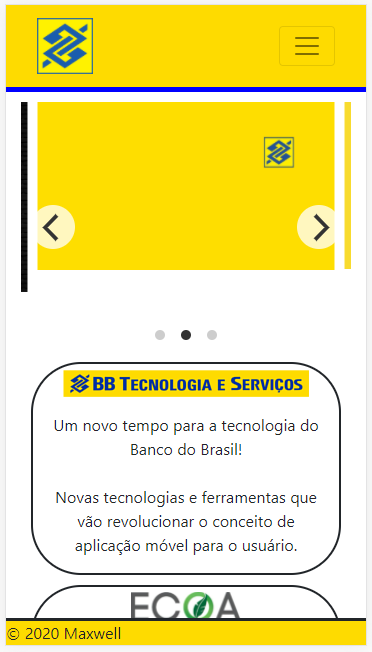 BB Tecnologia e Serviços
Um novo tempo para a tecnologia do
Banco do Brasil!
Novas tecnologias e ferramentas que
vão revolucionar o conceito de
aplicação móvel para o usuário.
ECOA
© 2020 Maxwell